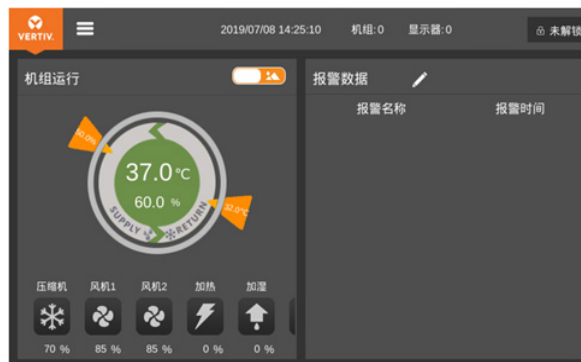 VERTIV.
2019/07/08 14:25:10 机组:0 显示器:0 未解锁
机组运行
报警数据
报警名称 报警时间
50.0%
37.0℃
60.0 %
32.0℃
SUPPLY RETURN
压缩机 风机1 风机2 加热 加湿
70 % 85 % 85 % 0 % 0 %